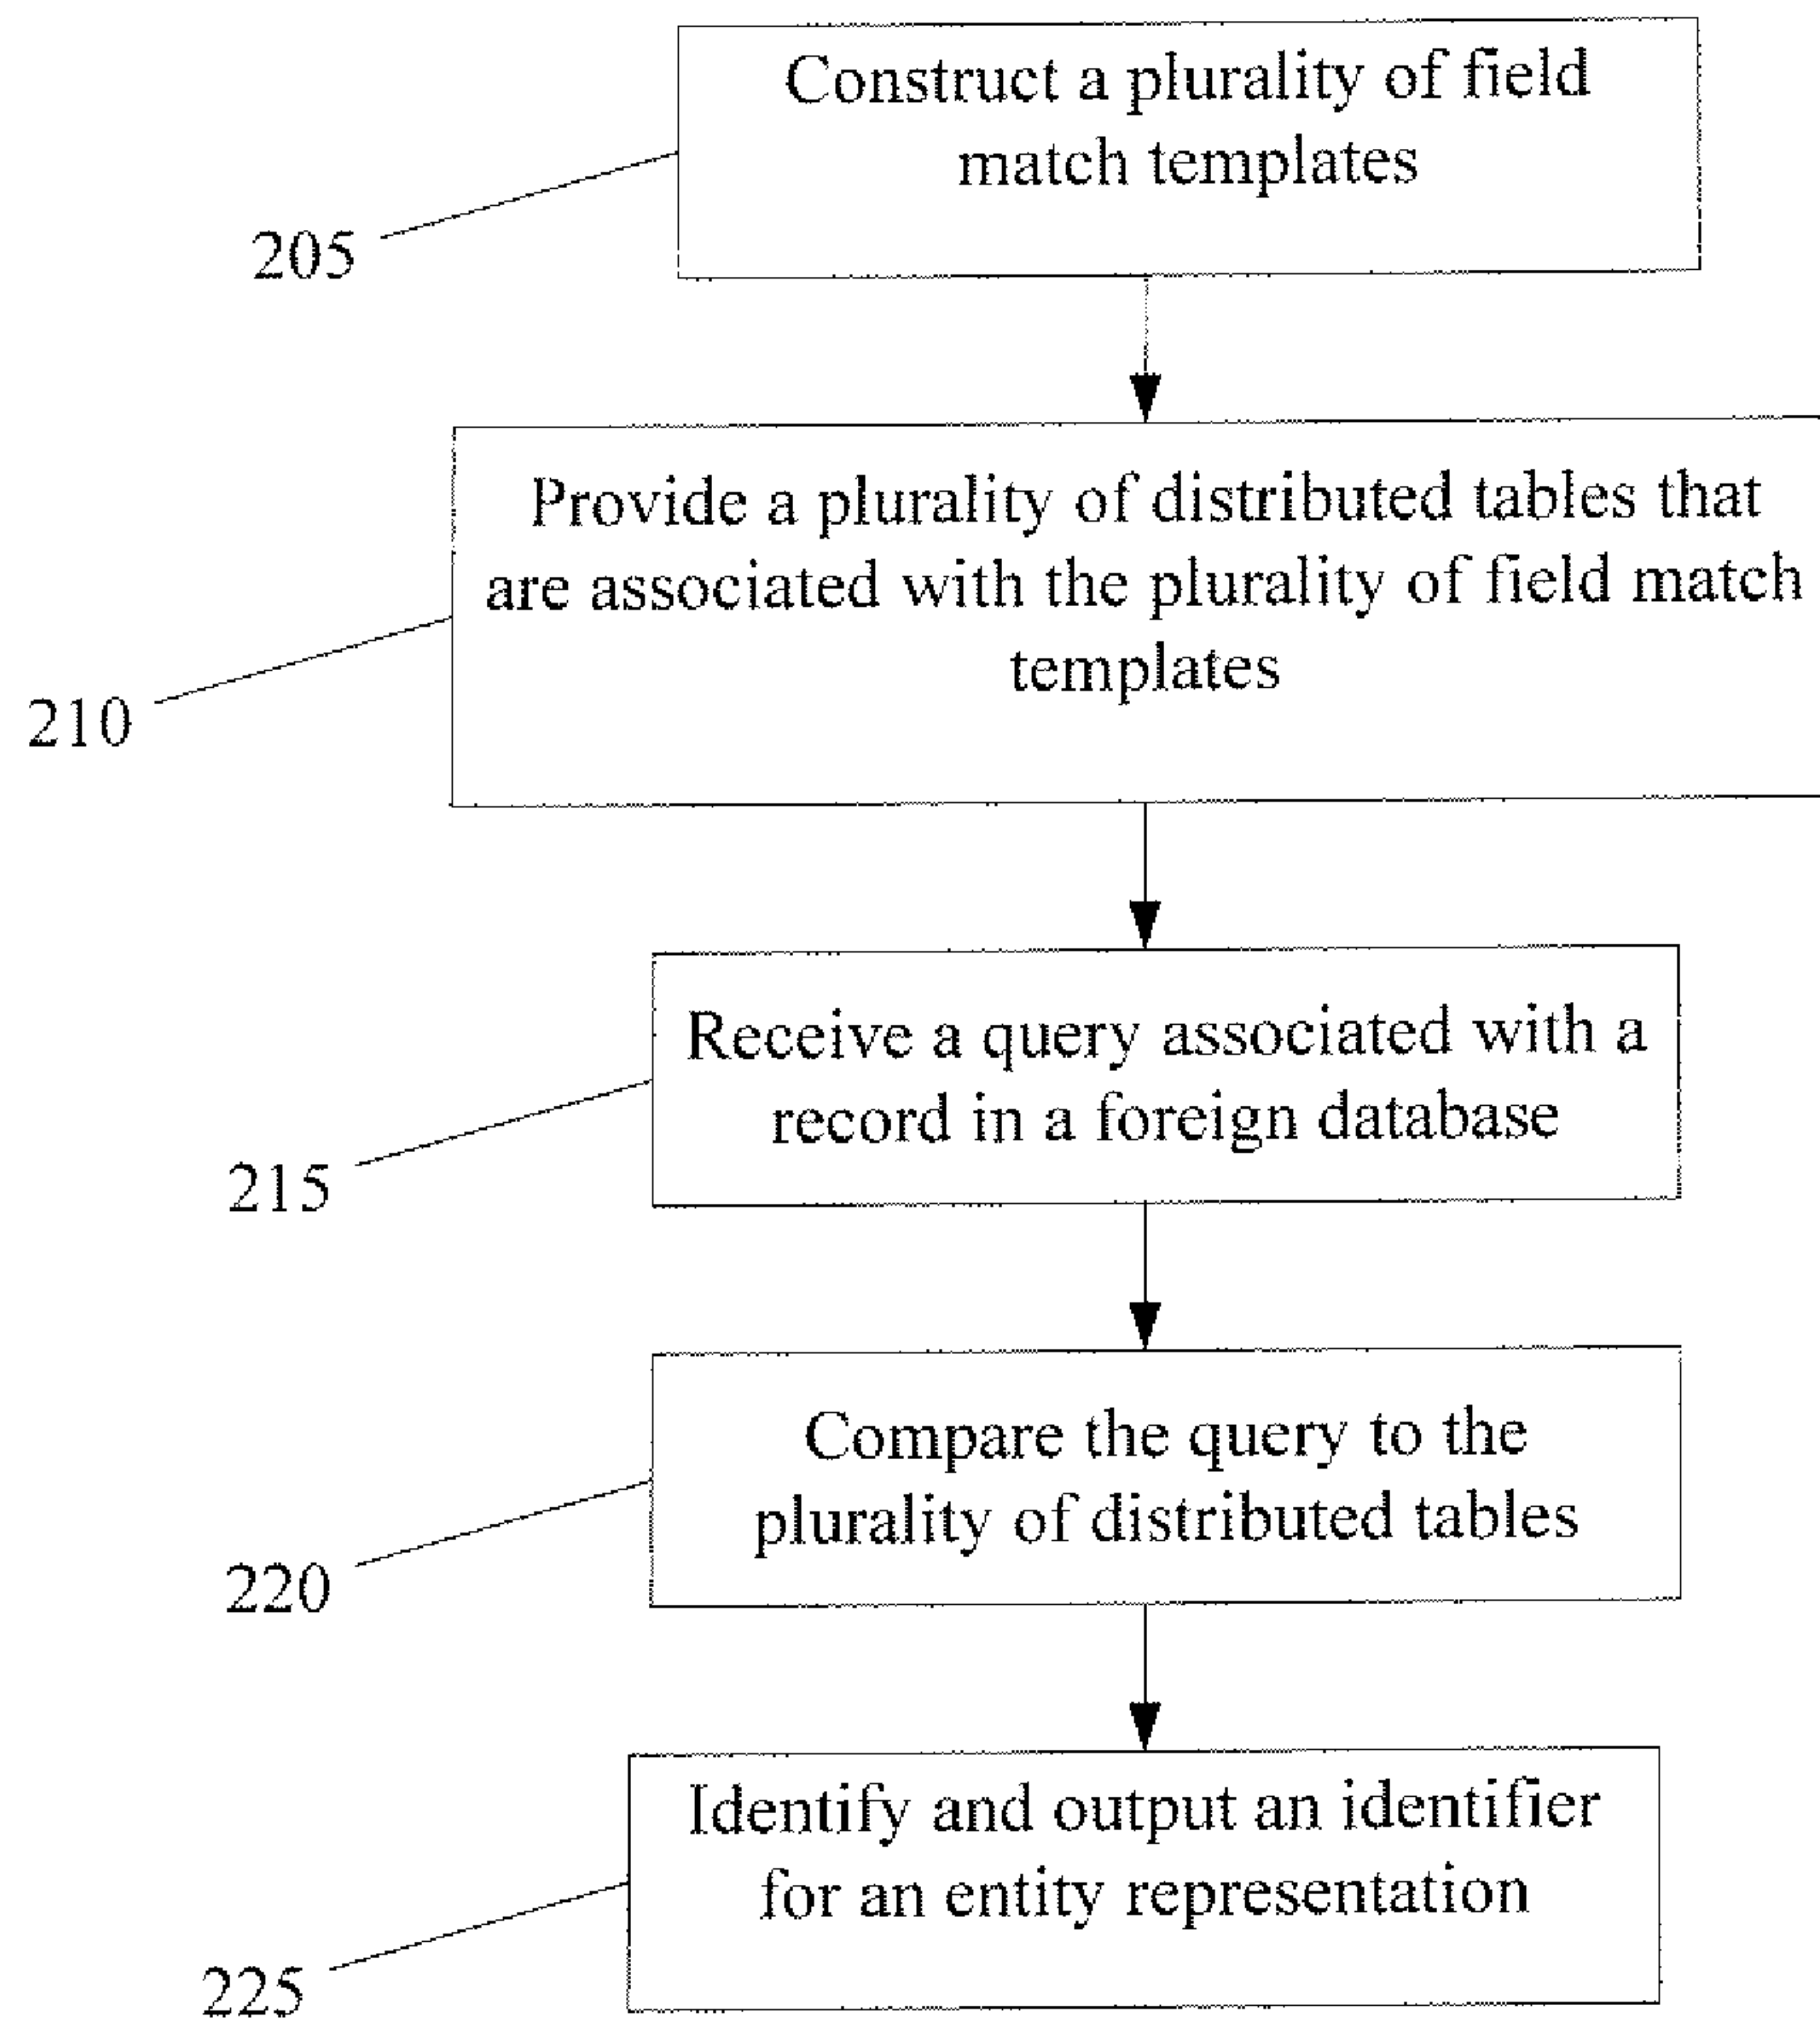 Construct a plurality of field
match templates
205
Provide a plurality of distributed tables that
are associated with the plurality of field match
templates
210
Receive a query associated with a
record in a foreign database
215
Compare the query to the
plurality of distributed tables
220
Identify and output an identifier
for an entity representation
225